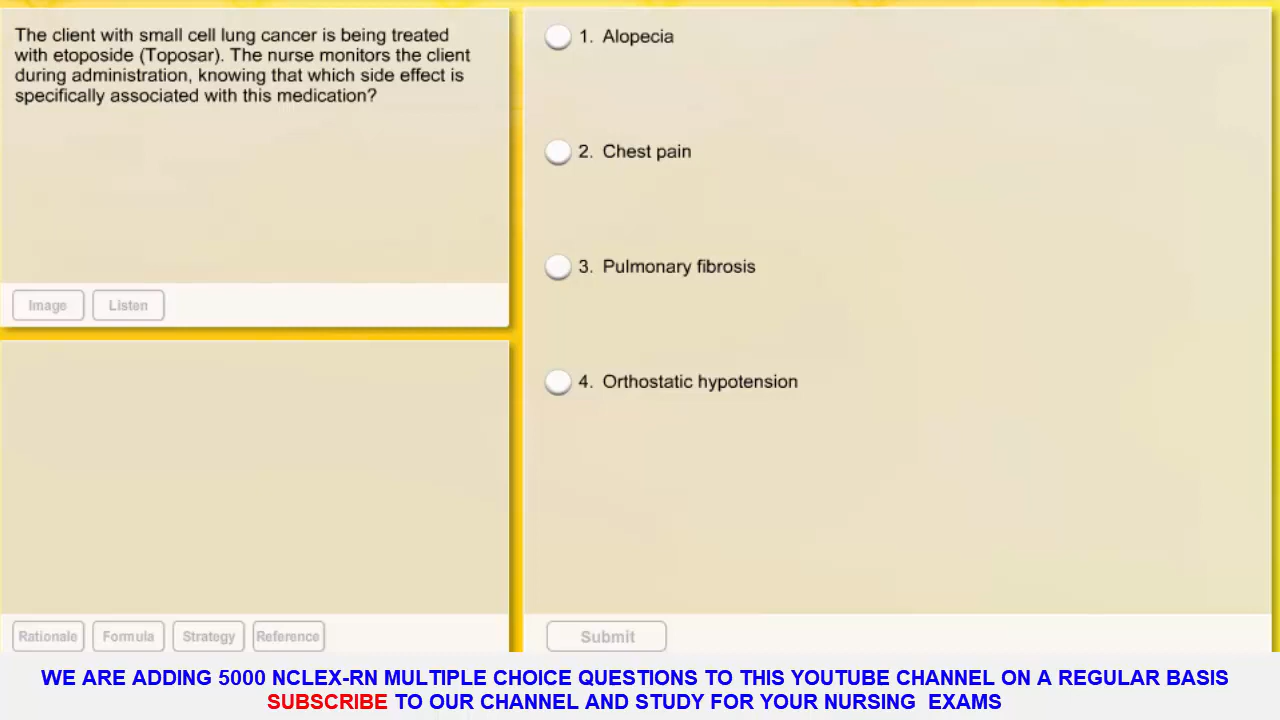 The client with small cell lung cancer is being treated
with etoposide (Toposar). The nurse monitors the client
during administration, knowing that which side effect is
specifically associated with this medication?
Image Listen
1. Alopecia
2. Chest pain
3. Pulmonary fibrosis
4. Orthostatic hypotension
Rationale Formula Strategy Reference
Submit
WE ARE ADDING 5000 NCLEX-RN MULTIPLE CHOICE QUESTIONS TO THIS YOUTUBE CHANNEL ON A REGULAR BASIS
SUBSCRIBE TO OUR CHANNEL AND STUDY FOR YOUR NURSING EXAMS